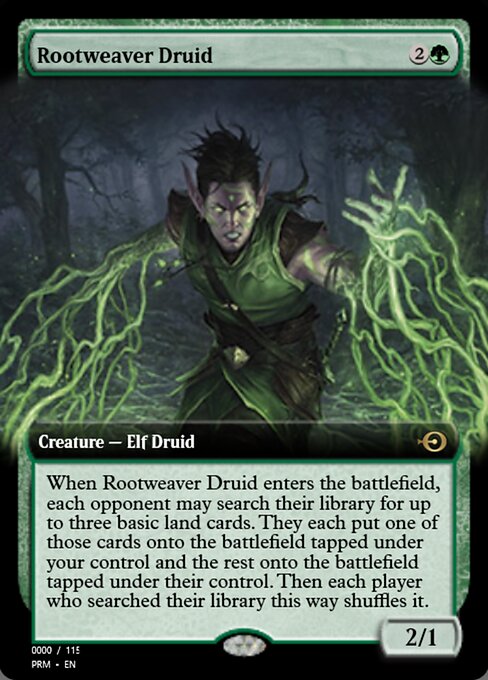 Rootweaver Druid 2
Creature — Elf Druid
When Rootweaver Druid enters the battlefield,
each opponent may search their library for up
to three basic land cards. They each put one of
those cards onto the battlefield tapped under
your control and the rest onto the battlefield
tapped under their control. Then each player
who searched their library this way shuffles it.
2/1
0000 / 115
PRM • EN